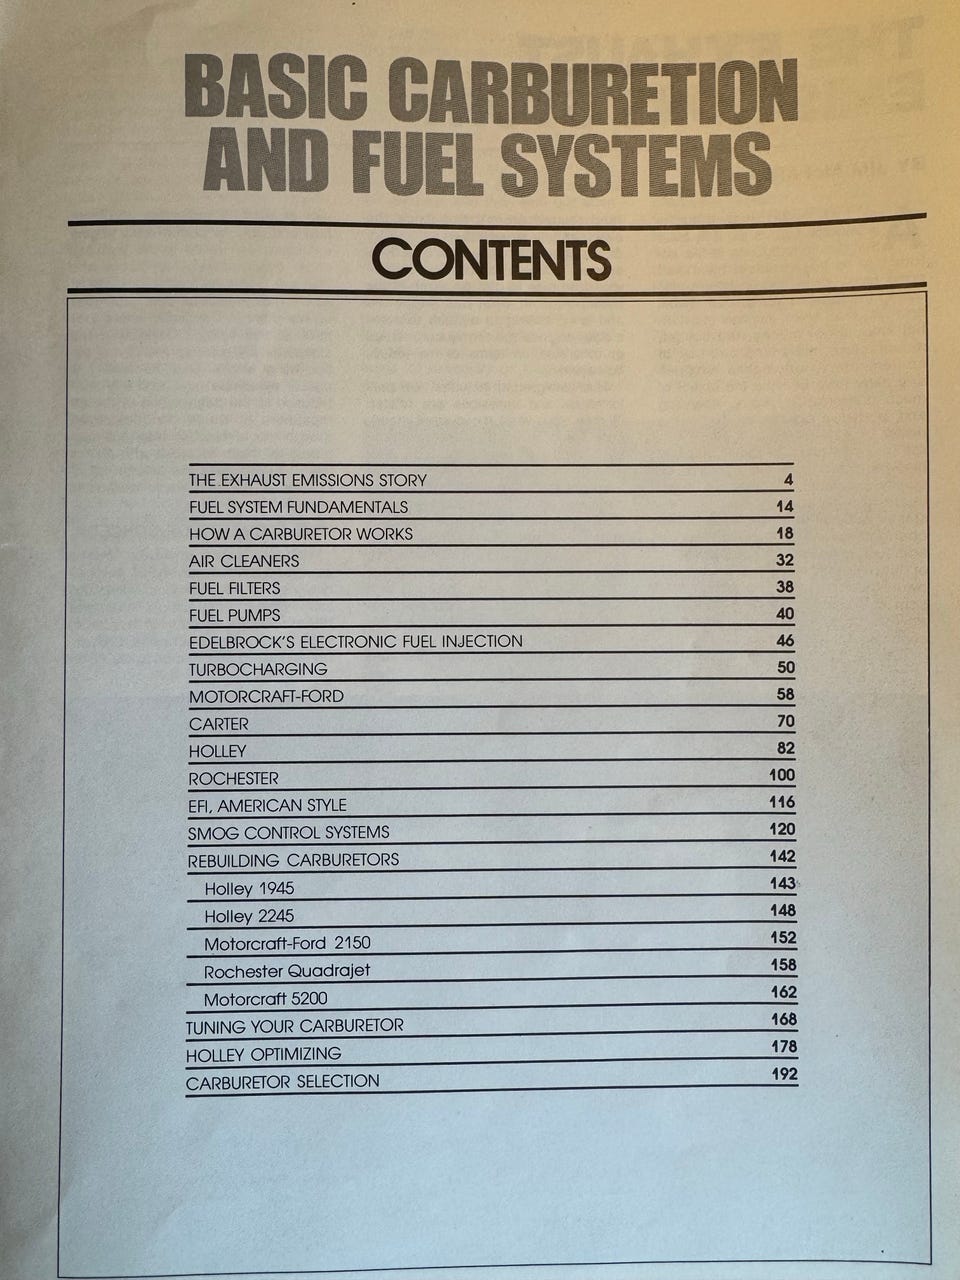 BASIC CARBURETION
AND FUEL SYSTEMS
CONTENTS
THE EXHAUST EMISSIONS STORY 4
FUEL SYSTEM FUNDAMENTALS 14
HOW A CARBURETOR WORKS 18
AIR CLEANERS 32
FUEL FILTERS 38
FUEL PUMPS 40
EDELBROCK'S ELECTRONIC FUEL INJECTION 46
TURBOCHARGING 50
MOTORCRAFT-FORD 58
CARTER 70
HOLLEY 82
ROCHESTER 100
EFI, AMERICAN STYLE 116
SMOG CONTROL SYSTEMS 120
REBUILDING CARBURETORS 142
Holley 1945 143
Holley 2245 148
Motorcraft-Ford 2150 152
Rochester Quadrajet 158
Motorcraft 5200 162
TUNING YOUR CARBURETOR 168
HOLLEY OPTIMIZING 178
CARBURETOR SELECTION 192